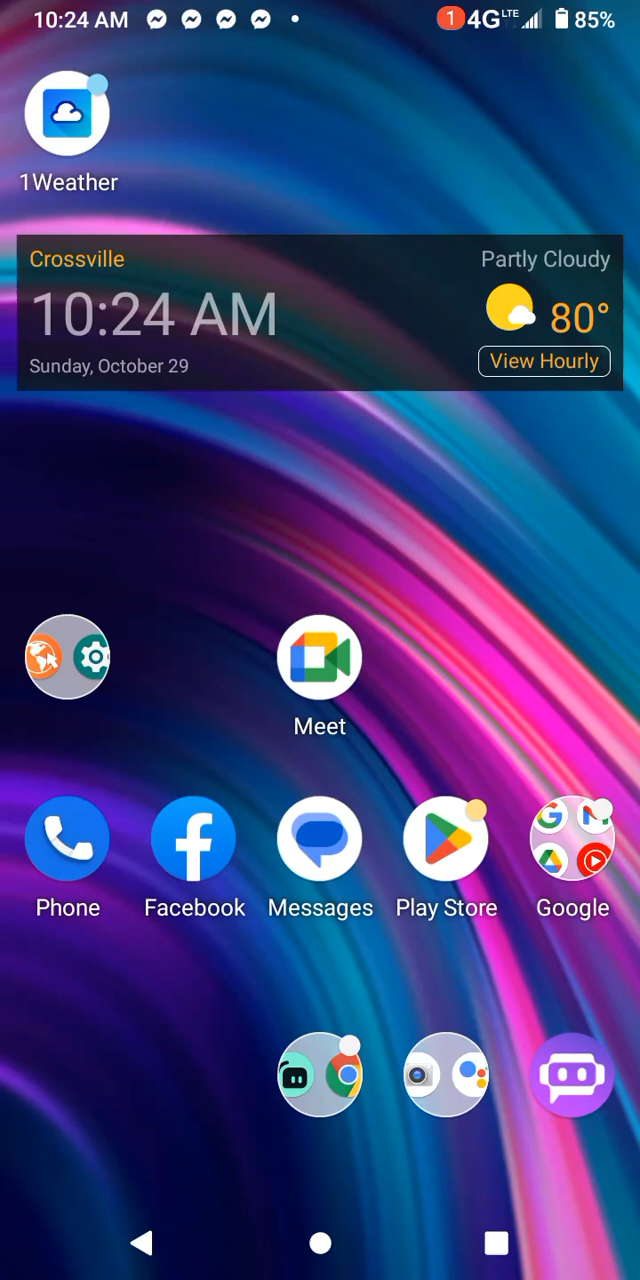 10:24 AM
1 4G LTE 85%
1Weather
Crossville
Partly Cloudy
10:24 AM
80°
Sunday, October 29
View Hourly
Meet
Phone
Facebook
Messages
Play Store
Google